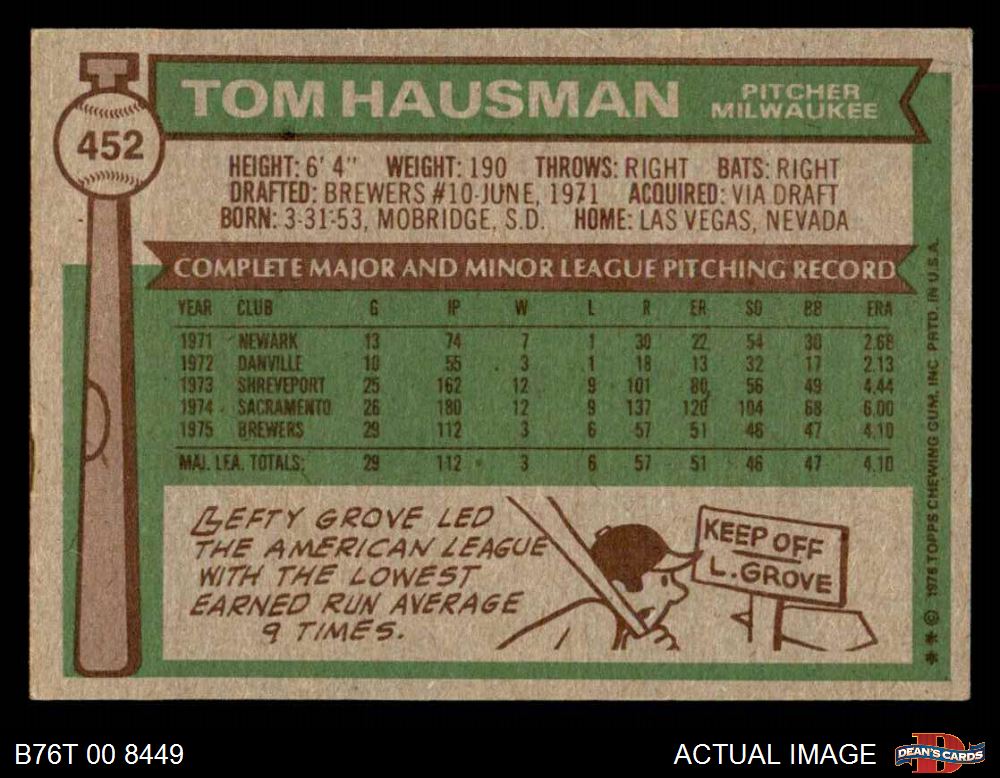 TOM HAUSMAN
PITCHER
MILWAUKEE
452
HEIGHT: 6' 4" WEIGHT: 190 THROWS: RIGHT BATS: RIGHT
DRAFTED: BREWERS #10-JUNE, 1971 ACQUIRED: VIA DRAFT
BORN: 3-31-53, MOBRIDGE, S.D. HOME: LAS VEGAS, NEVADA
COMPLETE MAJOR AND MINOR LEAGUE PITCHING RECORD
YEAR CLUB G IP W L R ER SO BB ERA
1971 NEWARK 13 74 7 1 30 22 54 30 2.68
1972 DANVILLE 10 55 3 1 18 13 32 17 2.13
1973 SHREVEPORT 25 162 12 9 101 80 56 49 4.44
1974 SACRAMENTO 26 180 12 9 137 120 104 68 6.00
1975 BREWERS 29 112 3 6 57 51 46 47 4.10
MAJ. LEA. TOTALS: 29 112 3 6 57 51 46 47 4.10
LEFTY GROVE LED
THE AMERICAN LEAGUE
WITH THE LOWEST
EARNED RUN AVERAGE
9 TIMES.
KEEP OFF
L. GROVE
** © 1976 TOPPS CHEWING GUM, INC. PRTD. IN U.S.A.
B76T 00 8449
ACTUAL IMAGE
DEAN'S CARDS